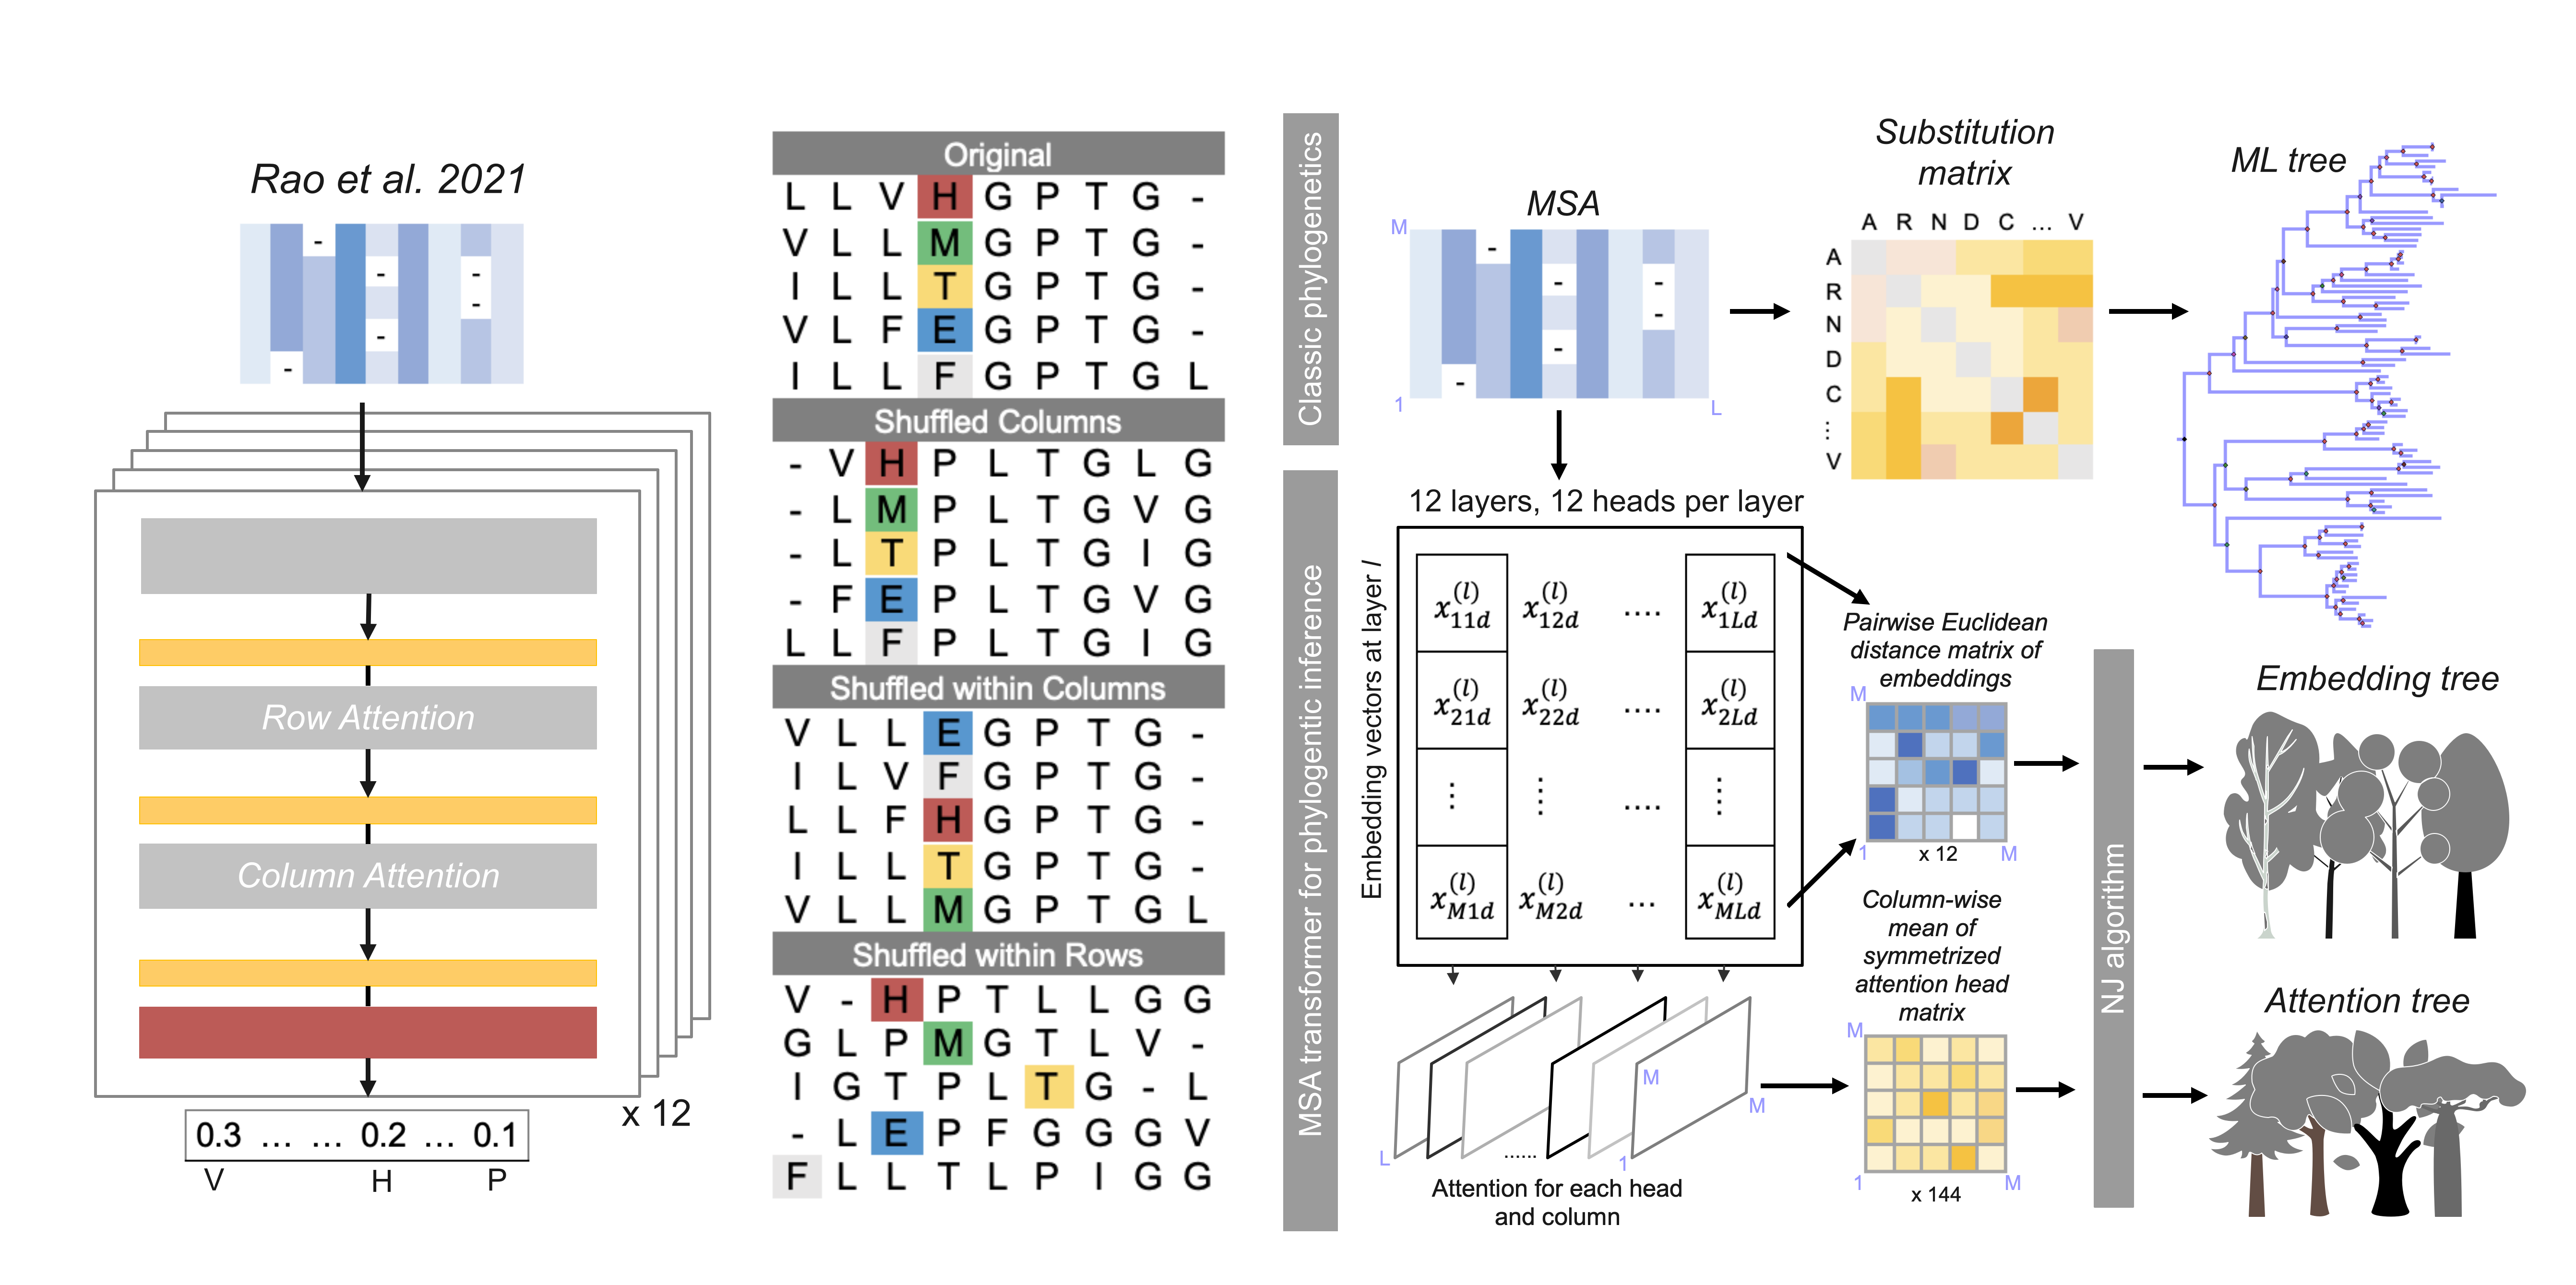 Rao et al. 2021
-
- -
-
-
-
Row Attention
Column Attention
x 12
0.3 ... ... 0.2 ... 0.1
V H P
Original
L L V H G P T G -
V L L M G P T G -
I L L T G P T G -
V L F E G P T G -
I L L F G P T G L
Shuffled Columns
- V H P L T G L G
- L M P L T G V G
- L T P L T G I G
- F E P L T G V G
L L F P L T G I G
Shuffled within Columns
V L L E G P T G -
I L V F G P T G -
L L F H G P T G -
I L L T G P T G -
V L L M G P T G L
Shuffled within Rows
V - H P T L L G G
G L P M G T L V -
I G T P L T G - L
- L E P F G G G V
F L L T L P I G G
Classic phylogenetics
MSA
M
-
- -
-
-
-
1 L
Substitution
matrix
A R N D C ... V
A
R
N
D
C
⋮
V
ML tree
MSA transformer for phylogentic inference
12 layers, 12 heads per layer
Embedding vectors at layer l
x_{11d}^{(l)} x_{12d}^{(l)} .... x_{1Ld}^{(l)}
x_{21d}^{(l)} x_{22d}^{(l)} .... x_{2Ld}^{(l)}
⋮ ⋮ .... ⋮
x_{M1d}^{(l)} x_{M2d}^{(l)} ... x_{MLd}^{(l)}
M
M
L ...... 1
Attention for each head
and column
Pairwise Euclidean
distance matrix of
embeddings
M
1 x 12 M
Column-wise
mean of
symmetrized
attention head
matrix
M
1 x 144 M
NJ algorithm
Embedding tree
Attention tree